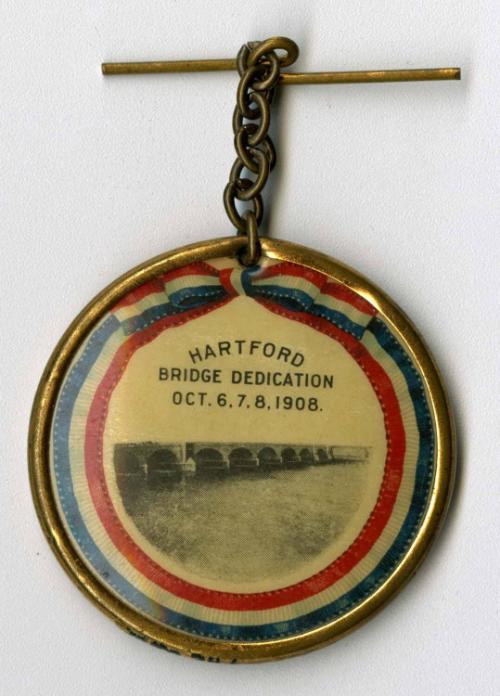 HARTFORD
BRIDGE DEDICATION
OCT. 6, 7, 8, 1908.